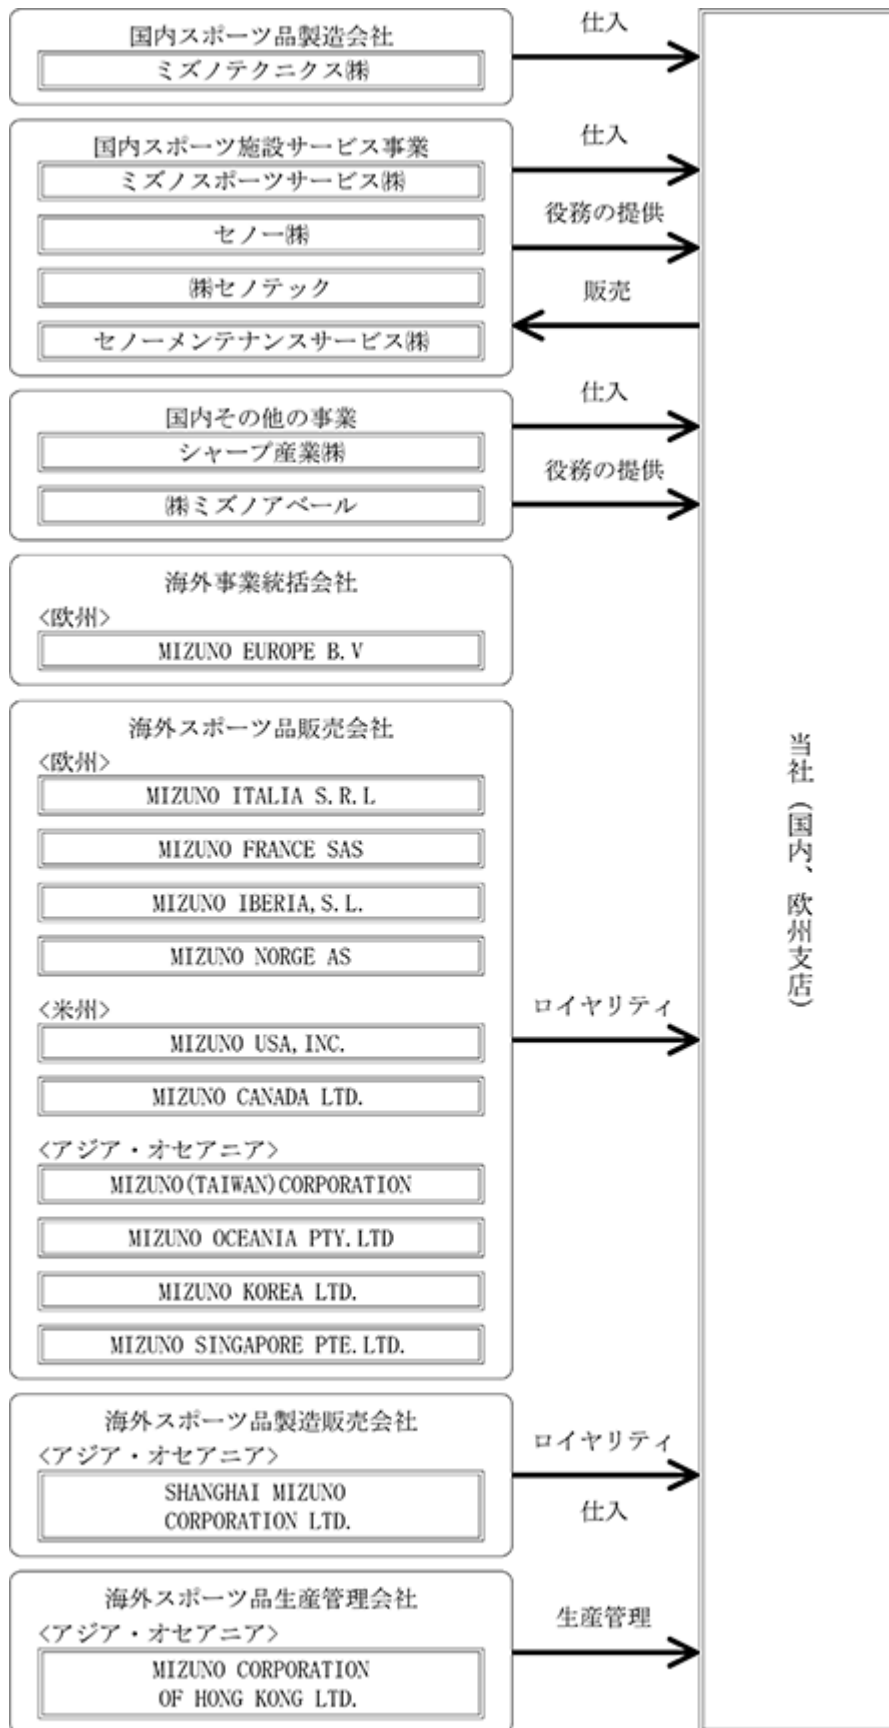 国内スポーツ品製造会社
ミズノテクニクス㈱
仕入
国内スポーツ施設サービス事業
ミズノスポーツサービス㈱
セノー㈱
㈱セノテック
セノーメンテナンスサービス㈱
仕入
役務の提供
販売
国内その他の事業
シャープ産業㈱
㈱ミズノアベール
仕入
役務の提供
海外事業統括会社
<欧州>
MIZUNO EUROPE B.V
海外スポーツ品販売会社
<欧州>
MIZUNO ITALIA S.R.L
MIZUNO FRANCE SAS
MIZUNO IBERIA,S.L.
MIZUNO NORGE AS
<米州>
MIZUNO USA,INC.
MIZUNO CANADA LTD.
<アジア・オセアニア>
MIZUNO(TAIWAN)CORPORATION
MIZUNO OCEANIA PTY.LTD
MIZUNO KOREA LTD.
MIZUNO SINGAPORE PTE.LTD.
ロイヤリティ
海外スポーツ品製造販売会社
<アジア・オセアニア>
SHANGHAI MIZUNO
CORPORATION LTD.
ロイヤリティ
仕入
海外スポーツ品生産管理会社
<アジア・オセアニア>
MIZUNO CORPORATION
OF HONG KONG LTD.
生産管理
当社(国内、欧州支店)